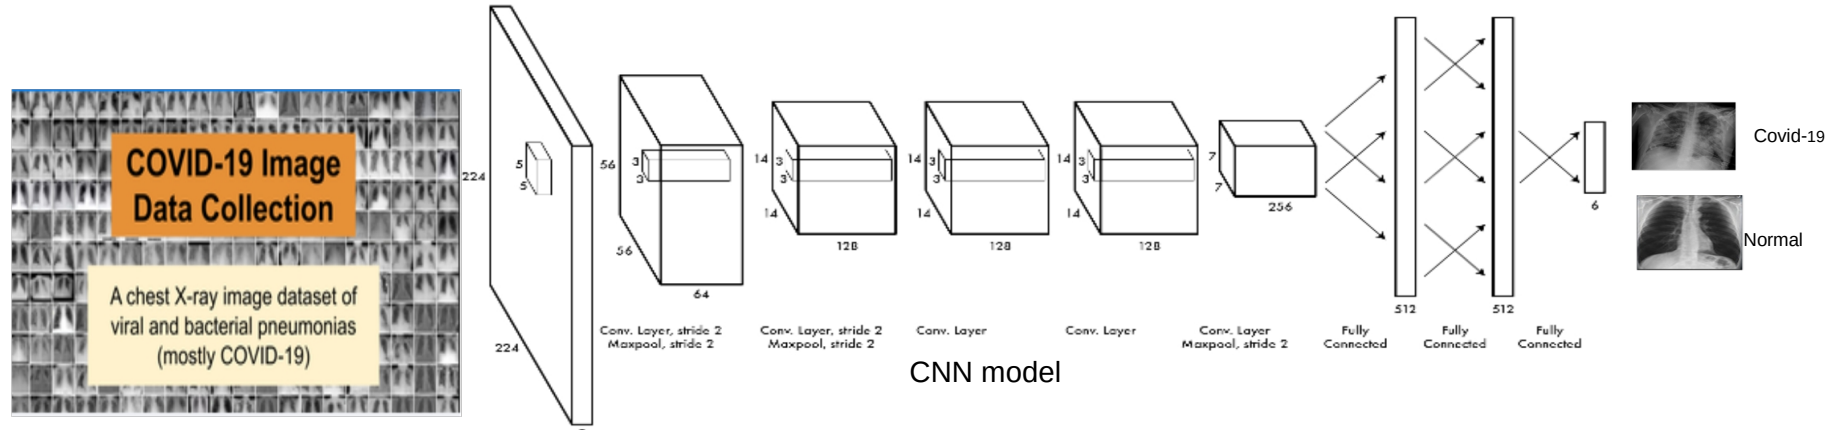 COVID-19 Image
Data Collection
A chest X-ray image dataset of
viral and bacterial pneumonias
(mostly COVID-19)
224
224
5
5
56
56
3
3
64
Conv. Layer, stride 2
Maxpool, stride 2
14
14
3
3
128
Conv. Layer, stride 2
Maxpool, stride 2
14
14
3
3
128
Conv. Layer
14
14
3
3
128
Conv. Layer
7
7
256
Conv. Layer
Maxpool, stride 2
Fully
Connected
512
Fully
Connected
512
Fully
Connected
6
CNN model
Covid-19
Normal